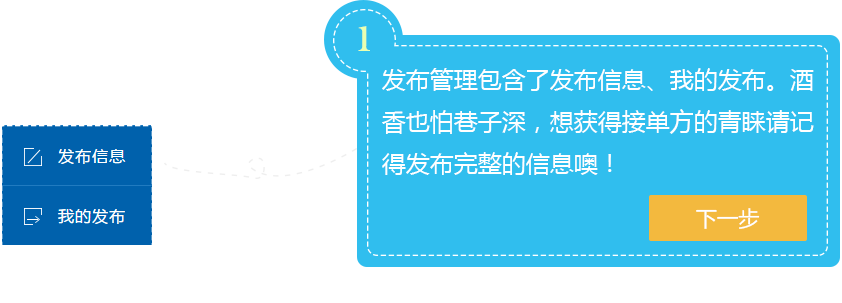 1
发布管理包含了发布信息、我的发布。酒
香也怕巷子深，想获得接单方的青睐请记
得发布完整的信息噢！
下一步
发布信息
我的发布